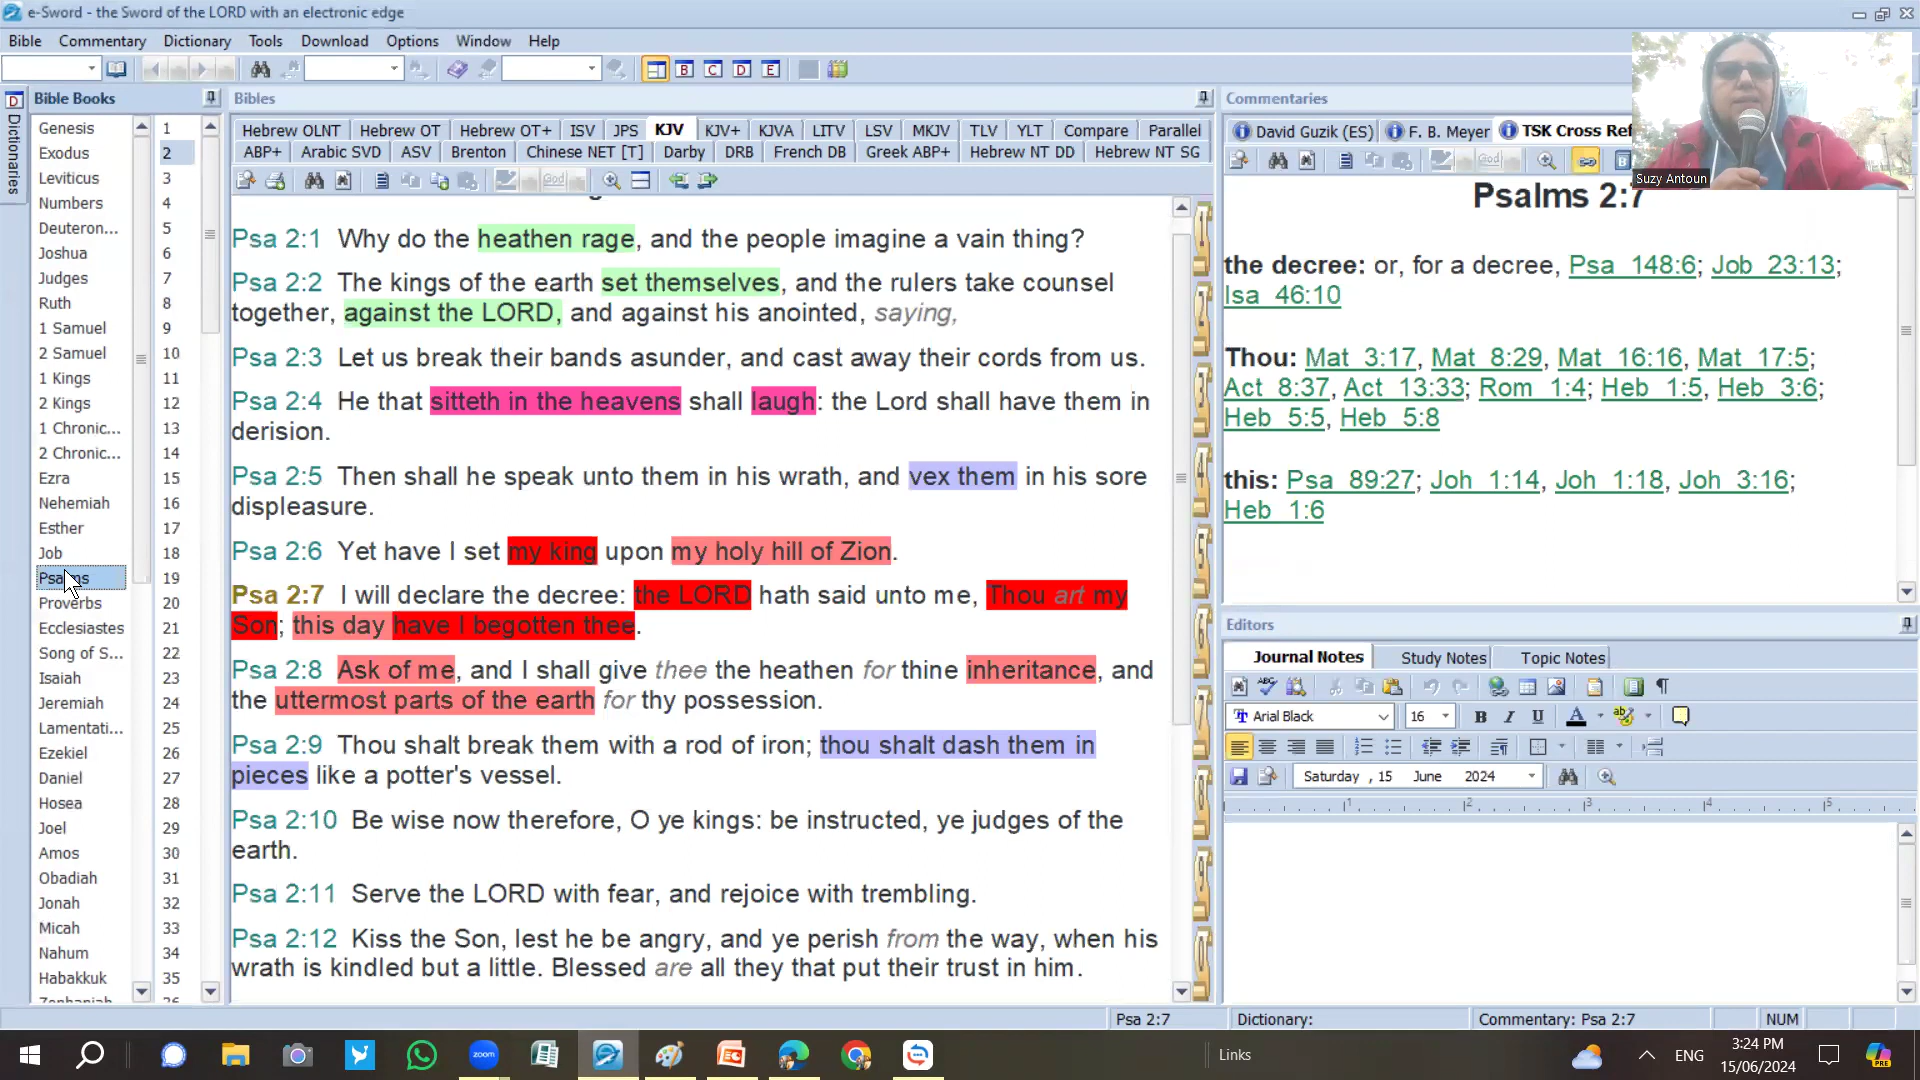 e-Sword - the Sword of the LORD with an electronic edge
Bible Commentary Dictionary Tools Download Options Window Help
B C D E
D Dictionaries
Bible Books
Genesis 1
Exodus 2
Leviticus 3
Numbers 4
Deuteron... 5
Joshua 6
Judges 7
Ruth 8
1 Samuel 9
2 Samuel 10
1 Kings 11
2 Kings 12
1 Chronic... 13
2 Chronic... 14
Ezra 15
Nehemiah 16
Esther 17
Job 18
Psalms 19
Proverbs 20
Ecclesiastes 21
Song of S... 22
Isaiah 23
Jeremiah 24
Lamentati... 25
Ezekiel 26
Daniel 27
Hosea 28
Joel 29
Amos 30
Obadiah 31
Jonah 32
Micah 33
Nahum 34
Habakkuk 35
Bibles
Hebrew OLNT Hebrew OT Hebrew OT+ ISV JPS KJV KJV+ KJVA LITV LSV MKJV TLV YLT Compare Parallel
ABP+ Arabic SVD ASV Brenton Chinese NET [T] Darby DRB French DB Greek ABP+ Hebrew NT DD Hebrew NT SG
God
Psa 2:1 Why do the heathen rage, and the people imagine a vain thing?
Psa 2:2 The kings of the earth set themselves, and the rulers take counsel
together, against the LORD, and against his anointed, saying,
Psa 2:3 Let us break their bands asunder, and cast away their cords from us.
Psa 2:4 He that sitteth in the heavens shall laugh: the Lord shall have them in
derision.
Psa 2:5 Then shall he speak unto them in his wrath, and vex them in his sore
displeasure.
Psa 2:6 Yet have I set my king upon my holy hill of Zion.
Psa 2:7 I will declare the decree: the LORD hath said unto me, Thou art my
Son; this day have I begotten thee.
Psa 2:8 Ask of me, and I shall give thee the heathen for thine inheritance, and
the uttermost parts of the earth for thy possession.
Psa 2:9 Thou shalt break them with a rod of iron; thou shalt dash them in
pieces like a potter's vessel.
Psa 2:10 Be wise now therefore, O ye kings: be instructed, ye judges of the
earth.
Psa 2:11 Serve the LORD with fear, and rejoice with trembling.
Psa 2:12 Kiss the Son, lest he be angry, and ye perish from the way, when his
wrath is kindled but a little. Blessed are all they that put their trust in him.
1
2
3
4
5
6
7
8
9
0
Commentaries
David Guzik (ES) F. B. Meyer TSK Cross Ref
God
Suzy Antoun
Psalms 2:7
the decree: or, for a decree, Psa 148:6; Job 23:13;
Isa 46:10
Thou: Mat 3:17, Mat 8:29, Mat 16:16, Mat 17:5;
Act 8:37, Act 13:33; Rom 1:4; Heb 1:5, Heb 3:6;
Heb 5:5, Heb 5:8
this: Psa 89:27; Joh 1:14, Joh 1:18, Joh 3:16;
Heb 1:6
Editors
Journal Notes Study Notes Topic Notes
ABC ¶
Arial Black 16 B I U A ab
Saturday , 15 June 2024
1 2 3 4 5
Psa 2:7 Dictionary: Commentary: Psa 2:7 NUM
zoom Links ENG 3:24 PM
15/06/2024
PRE